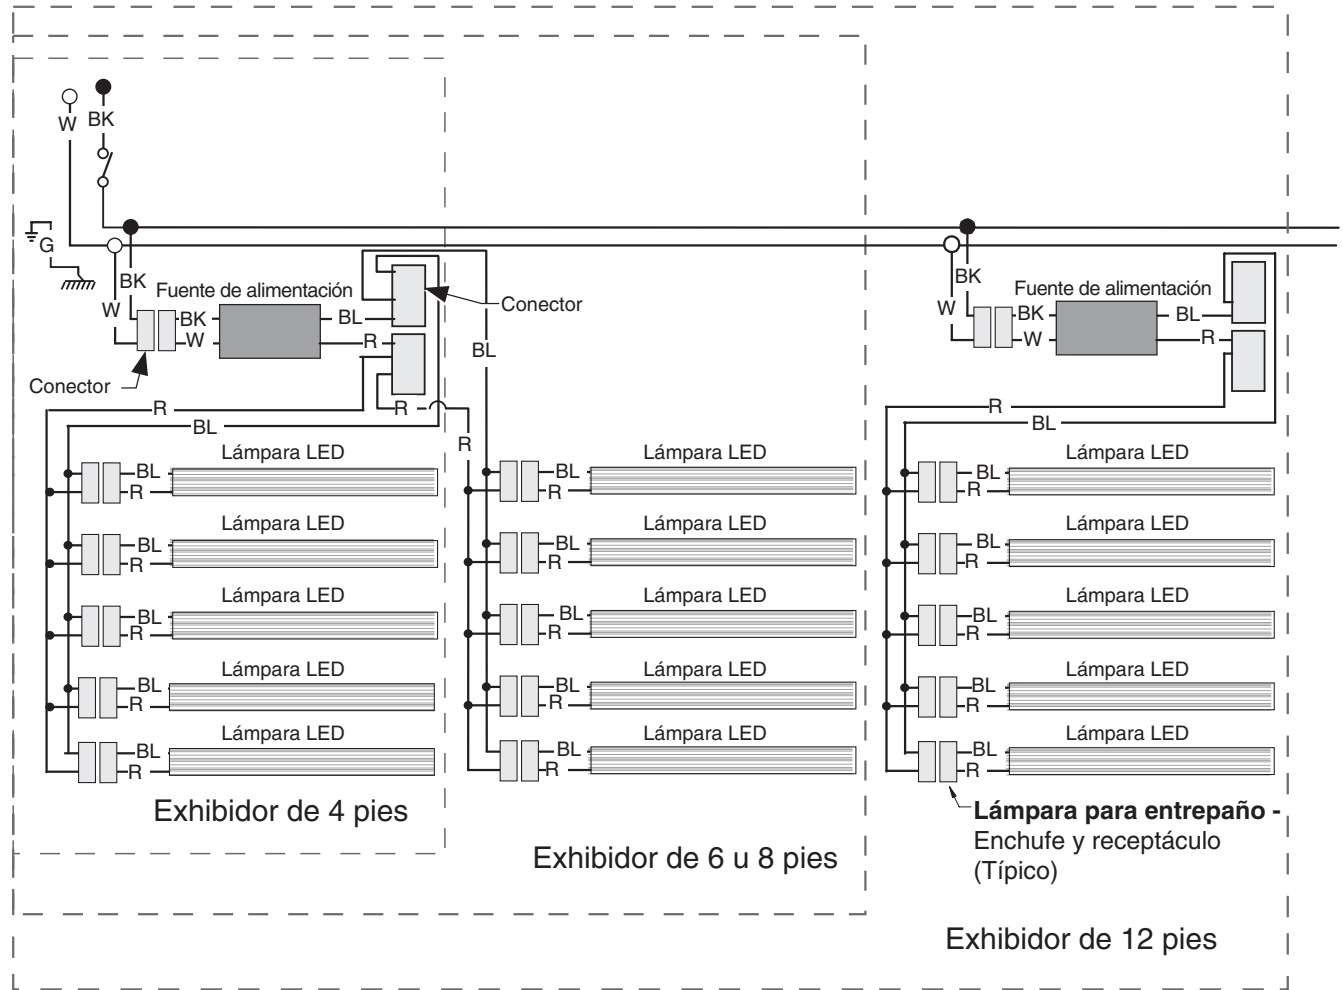 W
BK
G
BK
W
Fuente de alimentación
BK
BL
W
R
Conector
Conector
BL
R
R
BL
R
BK
W
Fuente de alimentación
BK
BL
W
R
R
BL
Lámpara LED
BL
R
Lámpara LED
BL
R
Lámpara LED
BL
R
Lámpara LED
BL
R
Lámpara LED
BL
R
Exhibidor de 4 pies
Lámpara LED
BL
R
Lámpara LED
BL
R
Lámpara LED
BL
R
Lámpara LED
BL
R
Lámpara LED
BL
R
Exhibidor de 6 u 8 pies
Lámpara LED
BL
R
Lámpara LED
BL
R
Lámpara LED
BL
R
Lámpara LED
BL
R
Lámpara LED
BL
R
Lámpara para entrepaño -
Enchufe y receptáculo
(Típico)
Exhibidor de 12 pies